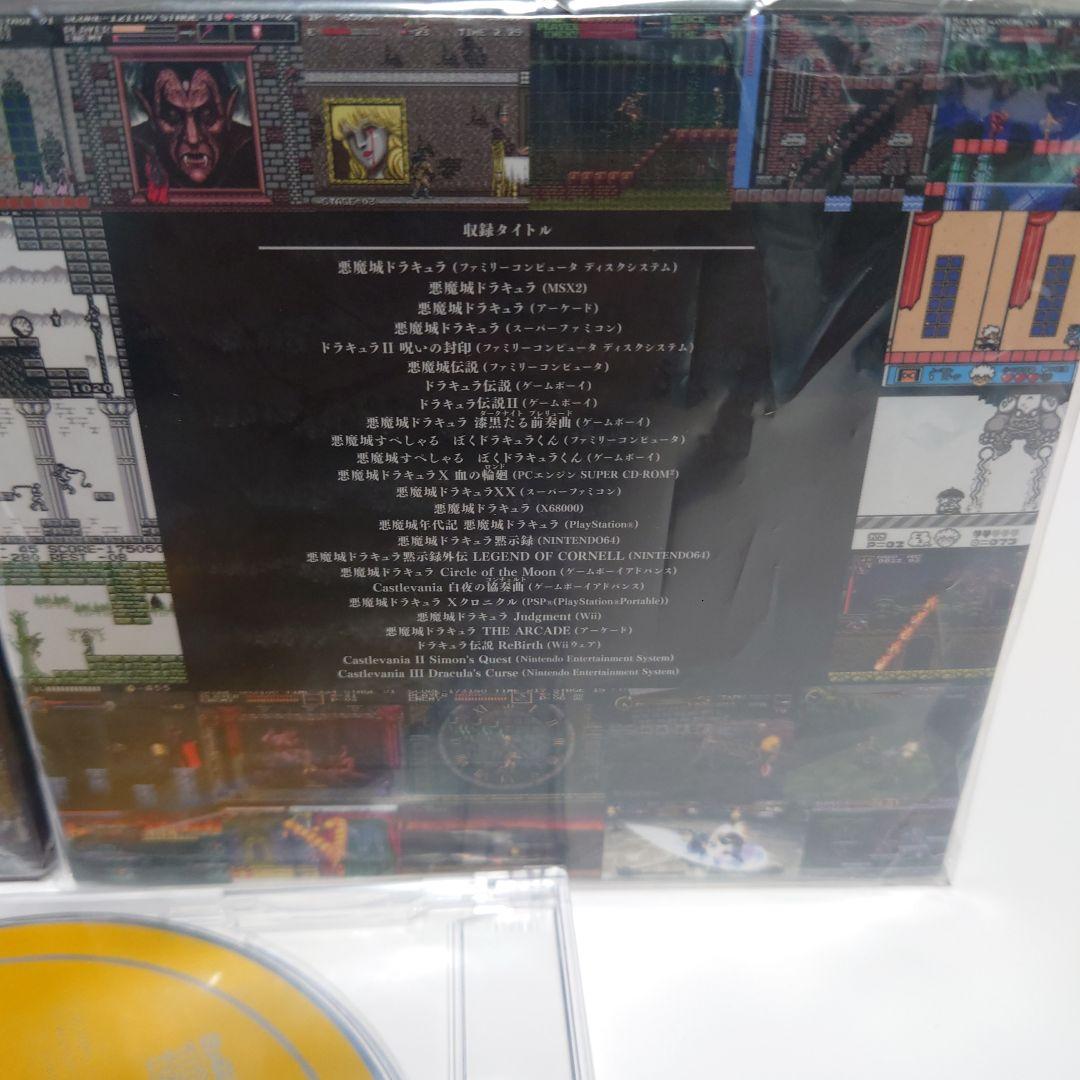 TIME 2.29
STAGE-02
収録タイトル
悪魔城ドラキュラ (ファミリーコンピュータ ディスクシステム)
悪魔城ドラキュラ (MSX2)
悪魔城ドラキュラ (アーケード)
悪魔城ドラキュラ (スーパーファミコン)
ドラキュラII 呪いの封印 (ファミリーコンピュータ ディスクシステム)
悪魔城伝説 (ファミリーコンピュータ)
ドラキュラ伝説 (ゲームボーイ)
ドラキュラ伝説II (ゲームボーイ)
ダークナイト プレリュード
悪魔城ドラキュラ 漆黒たる前奏曲 (ゲームボーイ)
悪魔城すぺしゃる ぼくドラキュラくん (ファミリーコンピュータ)
悪魔城すぺしゃる ぼくドラキュラくん (ゲームボーイ)
ロンド
悪魔城ドラキュラX 血の輪廻 (PCエンジン SUPER CD-ROM²)
悪魔城ドラキュラXX (スーパーファミコン)
悪魔城ドラキュラ (X68000)
悪魔城年代記 悪魔城ドラキュラ (PlayStation®)
悪魔城ドラキュラ黙示録 (NINTENDO64)
悪魔城ドラキュラ黙示録外伝 LEGEND OF CORNELL (NINTENDO64)
悪魔城ドラキュラ Circle of the Moon (ゲームボーイアドバンス)
コンチェルト
Castlevania 白夜の協奏曲 (ゲームボーイアドバンス)
悪魔城ドラキュラ Xクロニクル (PSP®(PlayStation®Portable))
悪魔城ドラキュラ Judgment (Wii)
悪魔城ドラキュラ THE ARCADE (アーケード)
ドラキュラ伝説 ReBirth (Wiiウェア)
Castlevania II Simon's Quest (Nintendo Entertainment System)
Castlevania III Dracula's Curse (Nintendo Entertainment System)
1020
45 SCORE-175050
280 REST -08
P=02